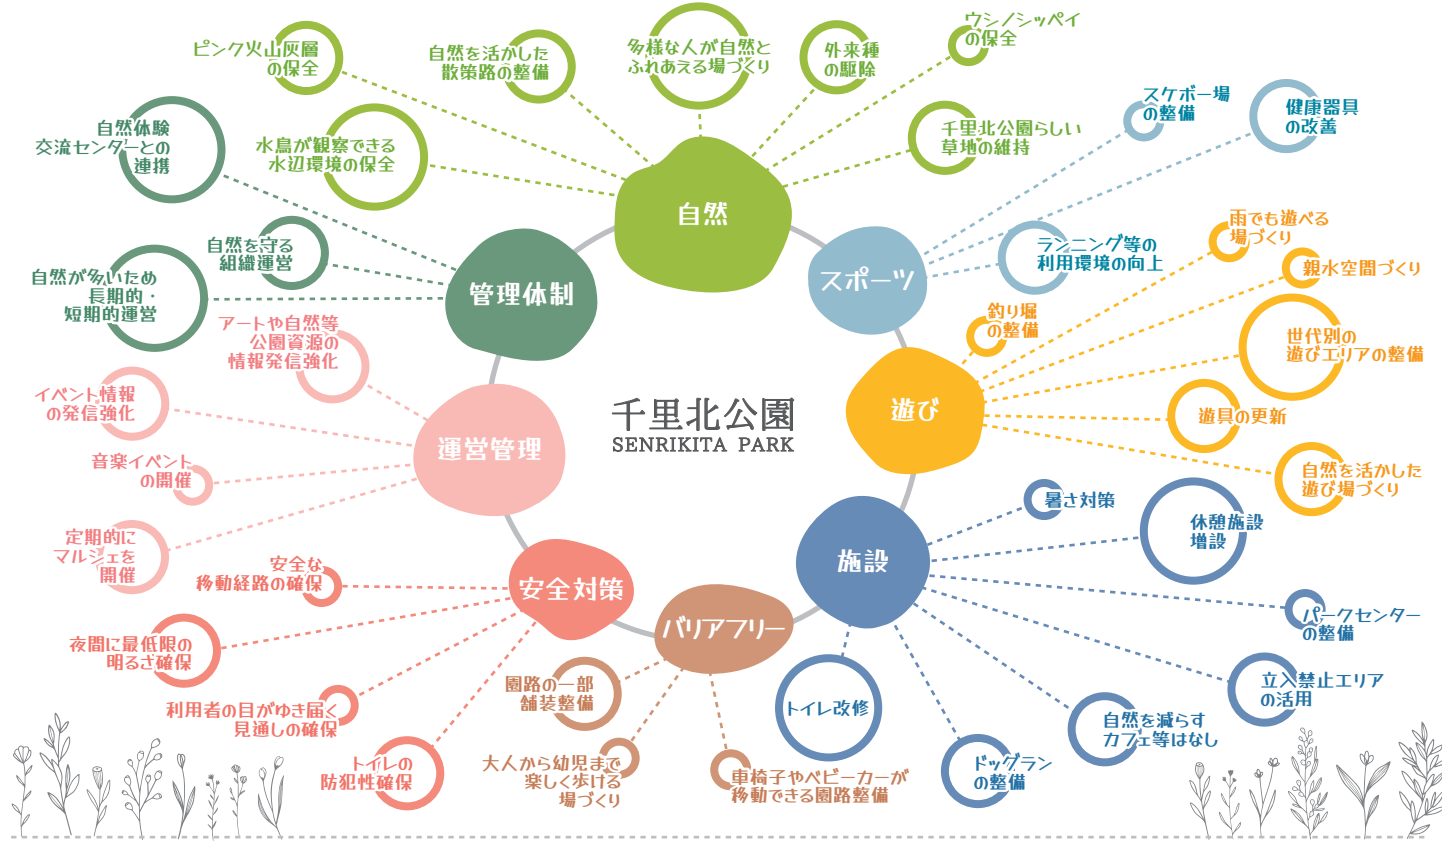 千里北公園
SENRIKITA PARK
自然
ピンク火山灰層
の保全
自然を活かした
散策路の整備
多様な人が自然と
ふれあえる場づくり
外来種
の駆除
ウシノシッペイ
の保全
水鳥が観察できる
水辺環境の保全
千里北公園らしい
草地の維持
スポーツ
スケボー場
の整備
健康器具
の改善
ランニング等の
利用環境の向上
遊び
雨でも遊べる
場づくり
親水空間づくり
釣り堀
の整備
世代別の
遊びエリアの整備
遊具の更新
自然を活かした
遊び場づくり
施設
暑さ対策
休憩施設
増設
パークセンター
の整備
立入禁止エリア
の活用
自然を減らす
カフェ等はなし
ドッグラン
の整備
トイレ改修
バリアフリー
園路の一部
舗装整備
大人から幼児まで
楽しく歩ける
場づくり
車椅子やベビーカーが
移動できる園路整備
安全対策
安全な
移動経路の確保
夜間に最低限の
明るさ確保
利用者の目がゆき届く
見通しの確保
トイレの
防犯性確保
運営管理
アートや自然等
公園資源の
情報発信強化
イベント情報
の発信強化
音楽イベント
の開催
定期的に
マルシェを
開催
管理体制
自然体験
交流センターとの
連携
自然を守る
組織運営
自然が多いため
長期的・
短期的運営